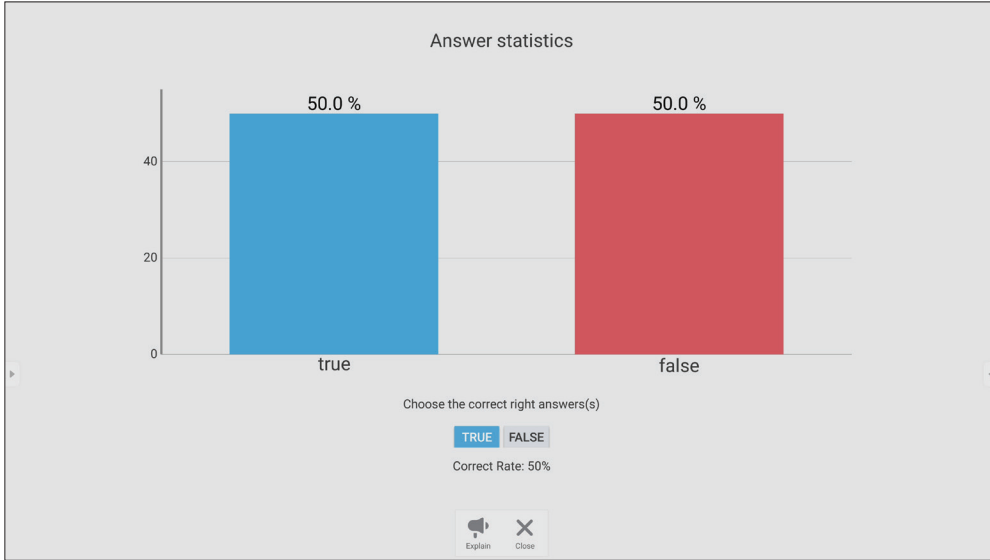 Answer statistics
50.0 % 50.0 %
40
20
0
true false
Choose the correct right answers(s)
TRUE FALSE
Correct Rate: 50%
Explain Close